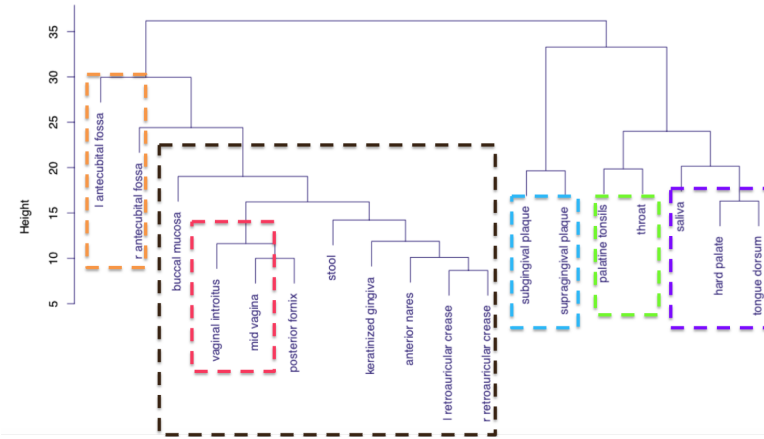 35
30
25
20
15
10
5
Height
l antecubital fossa
r antecubital fossa
buccal mucosa
vaginal introitus
mid vagina
posterior fornix
stool
keratinized gingiva
anterior nares
l retroauricular crease
r retroauricular crease
subgingival plaque
supragingival plaque
palatine tonsils
throat
saliva
hard palate
tongue dorsum